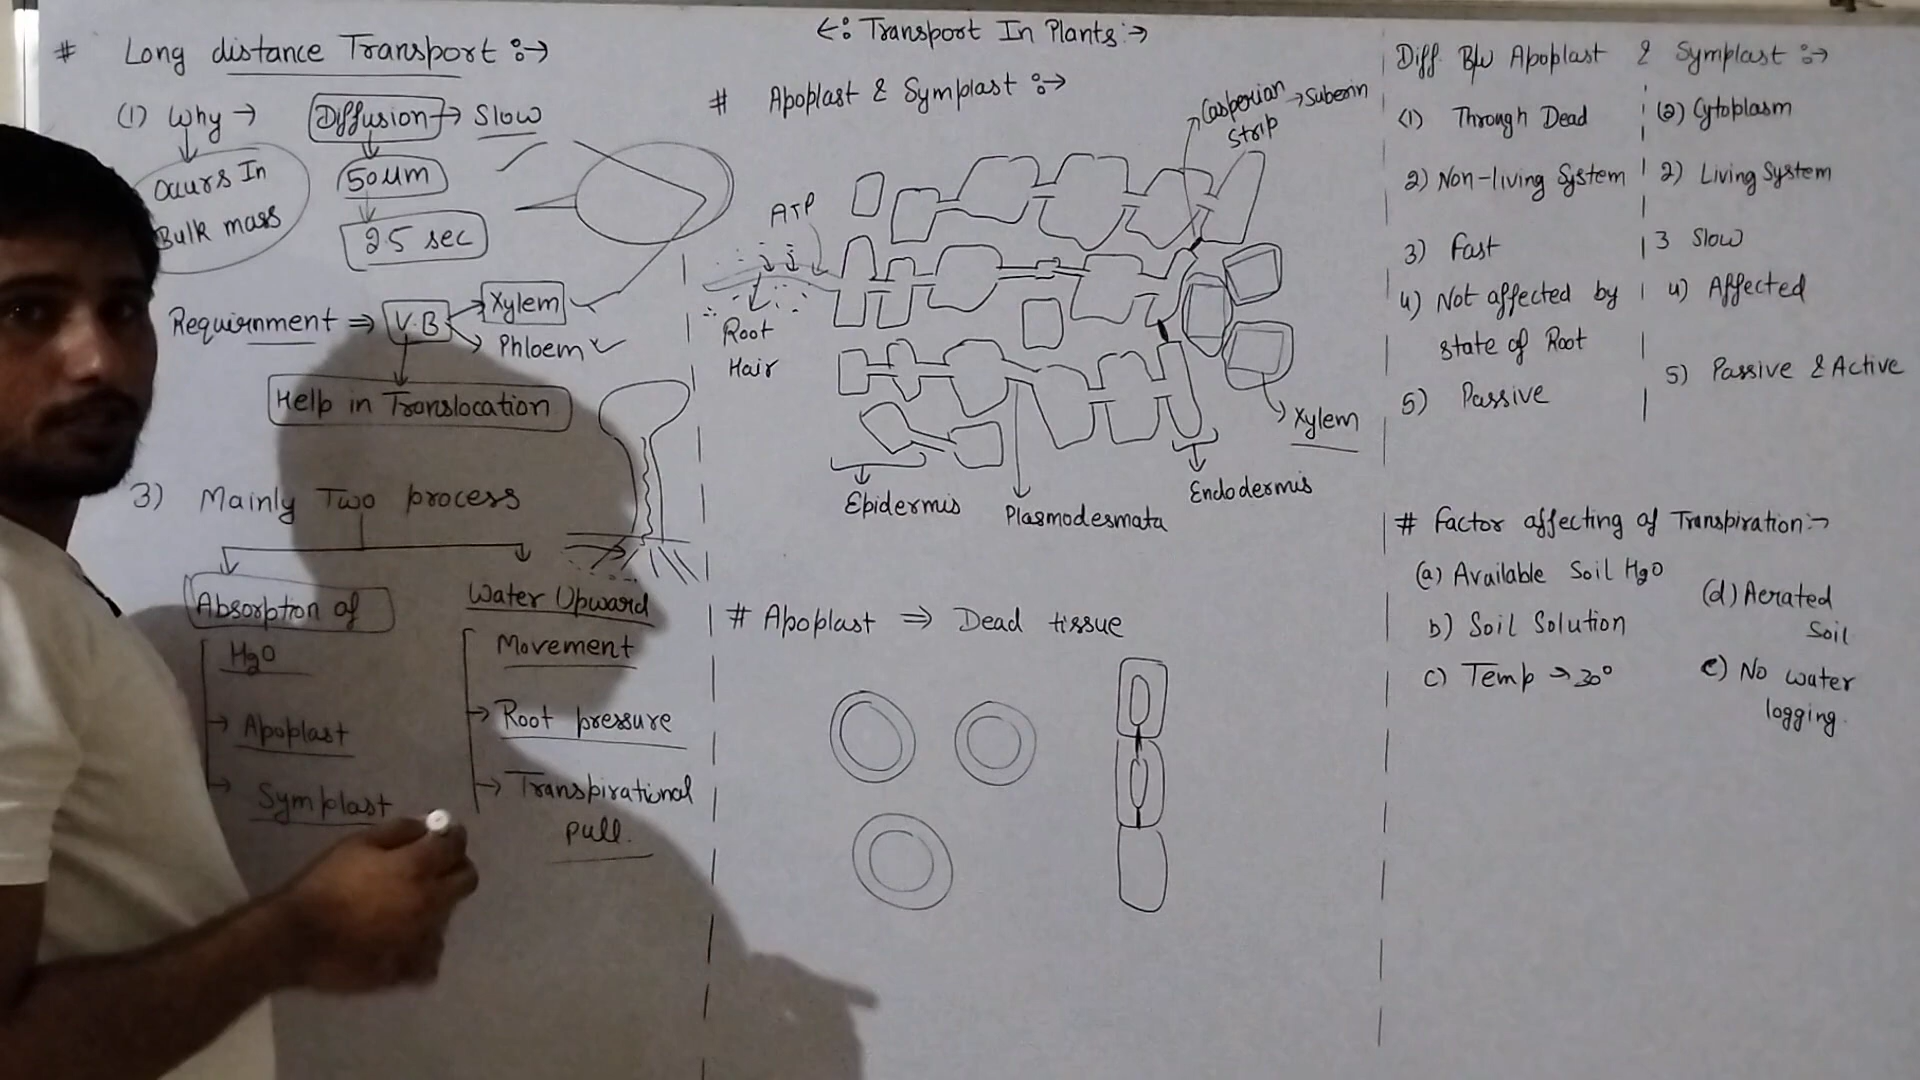 ←: Transport In Plants :→
# Long distance Transport :→
(1) Why → Diffusion → Slow
Occurs In
Bulk mass
50 um
25 sec
Requirnment ⇒ V.B
Xylem
Phloem
Help in Translocation
3) Mainly Two process
Absorption of
H2O
→ Apoplast
→ Symplast
Water Upward
Movement
→ Root pressure
→ Transpirational
pull.
# Apoplast & Symplast :→
Casperian → Suberin
Strip
ATP
Root
Hair
Xylem
Epidermis
Plasmodesmata
Endodermis
# Apoplast ⇒ Dead tissue
Diff. B/w Apoplast & Symplast :→
(1) Through Dead
(2) Cytoplasm
2) Non-living System
2) Living System
3) Fast
3 Slow
4) Not affected by
state of Root
4) Affected
5) Passive
5) Passive & Active
# Factor affecting of Transpiration :→
(a) Available Soil H2O
b) Soil Solution
c) Temp → 30°
(d) Aerated
Soil
e) No water
logging.